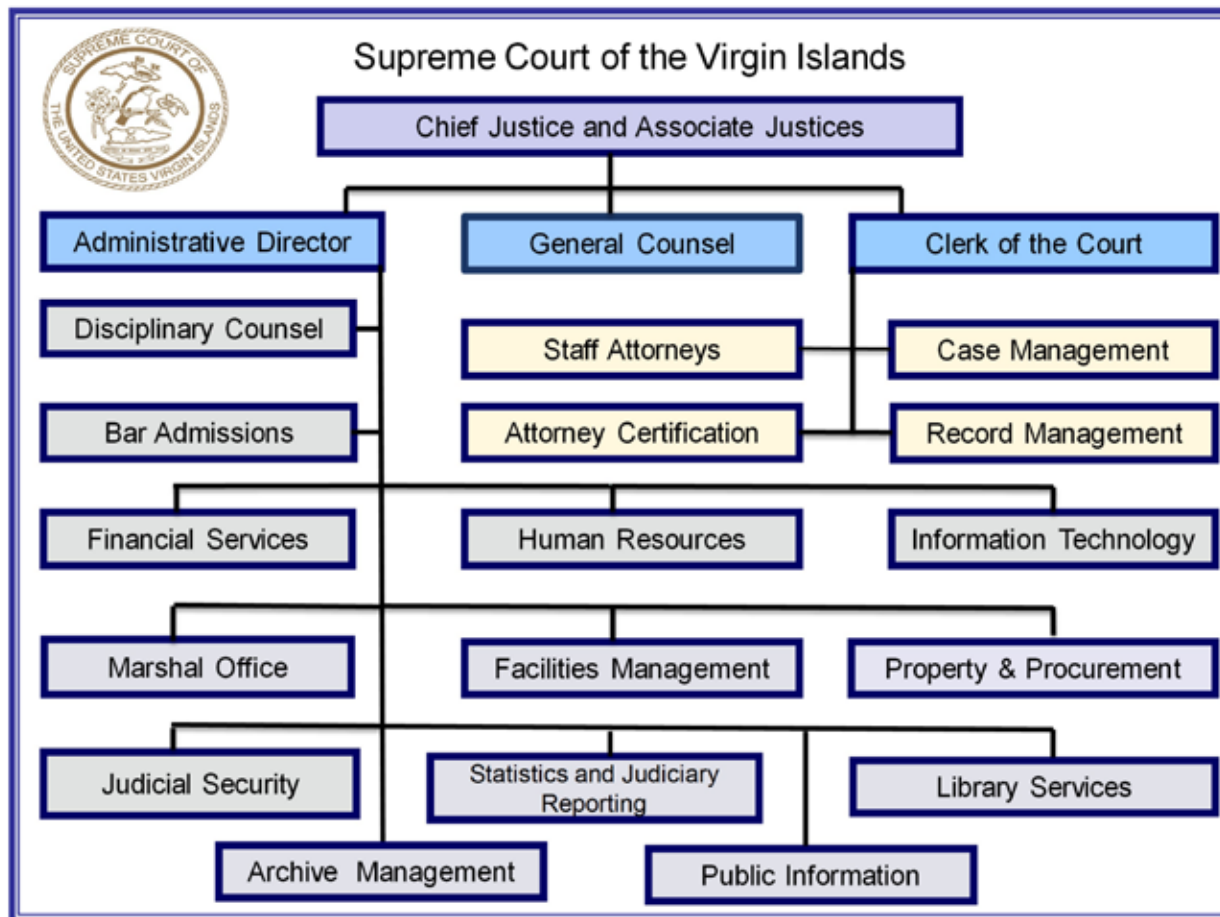 SUPREME COURT OF
THE UNITED STATES VIRGIN ISLANDS
Supreme Court of the Virgin Islands
Chief Justice and Associate Justices
Administrative Director
General Counsel
Clerk of the Court
Disciplinary Counsel
Staff Attorneys
Case Management
Bar Admissions
Attorney Certification
Record Management
Financial Services
Human Resources
Information Technology
Marshal Office
Facilities Management
Property & Procurement
Judicial Security
Statistics and Judiciary
Reporting
Library Services
Archive Management
Public Information